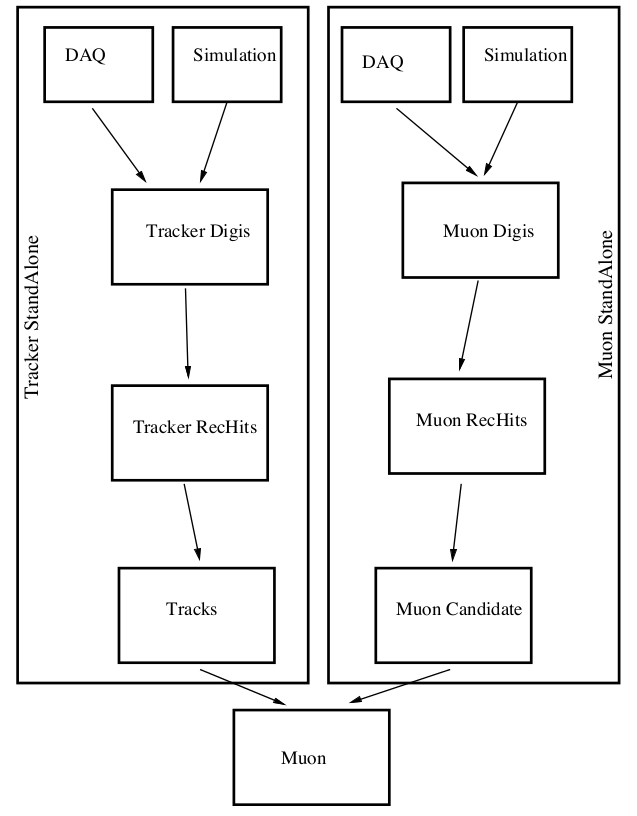 DAQ
Simulation
Tracker Digis
Tracker RecHits
Tracks
Tracker StandAlone
DAQ
Simulation
Muon Digis
Muon RecHits
Muon Candidate
Muon StandAlone
Muon